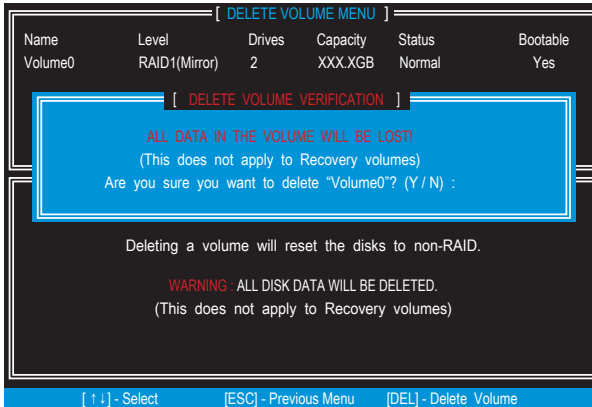 [ DELETE VOLUME MENU ]
Name Level Drives Capacity Status Bootable
Volume0 RAID1(Mirror) 2 XXX.XGB Normal Yes
[ DELETE VOLUME VERIFICATION ]
ALL DATA IN THE VOLUME WILL BE LOST!
(This does not apply to Recovery volumes)
Are you sure you want to delete “Volume0”? (Y / N) :
Deleting a volume will reset the disks to non-RAID.
WARNING : ALL DISK DATA WILL BE DELETED.
(This does not apply to Recovery volumes)
[ ↑↓] - Select [ESC] - Previous Menu [DEL] - Delete Volume